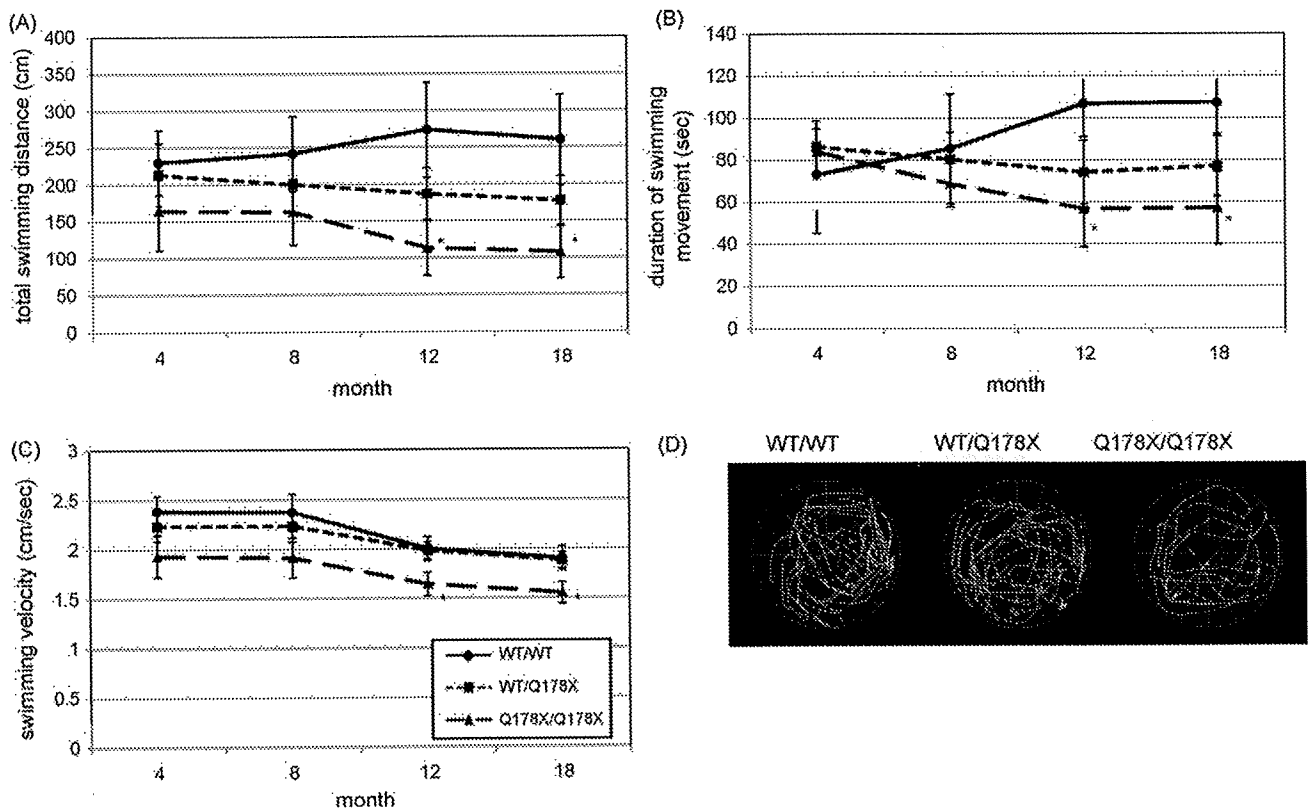 (A)
total swimming distance (cm)
400
350
300
250
200
150
100
50
0
4 8 12 18
month
*
*
(B)
duration of swimming
movement (sec)
140
120
100
80
60
40
20
0
4 8 12 18
month
*
*
(C)
swimming velocity (cm/sec)
3
2.5
2
1.5
1
0.5
0
4 8 12 18
month
WT/WT
WT/Q178X
Q178X/Q178X
(D)
WT/WT WT/Q178X Q178X/Q178X